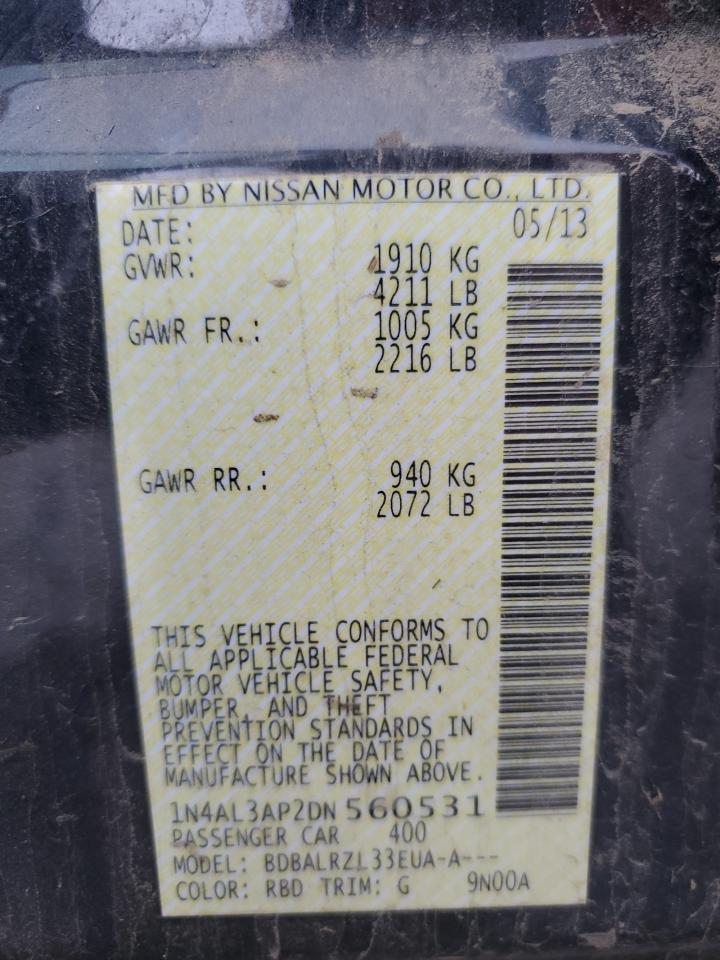 MFD BY NISSAN MOTOR CO., LTD.
DATE: 05/13
GVWR: 1910 KG
4211 LB
GAWR FR.: 1005 KG
2216 LB
GAWR RR.: 940 KG
2072 LB
THIS VEHICLE CONFORMS TO
ALL APPLICABLE FEDERAL
MOTOR VEHICLE SAFETY,
BUMPER, AND THEFT
PREVENTION STANDARDS IN
EFFECT ON THE DATE OF
MANUFACTURE SHOWN ABOVE.
1N4AL3AP2DN 560531
PASSENGER CAR 400
MODEL: BDBALRZL33EUA-A---
COLOR: RBD TRIM: G 9N00A